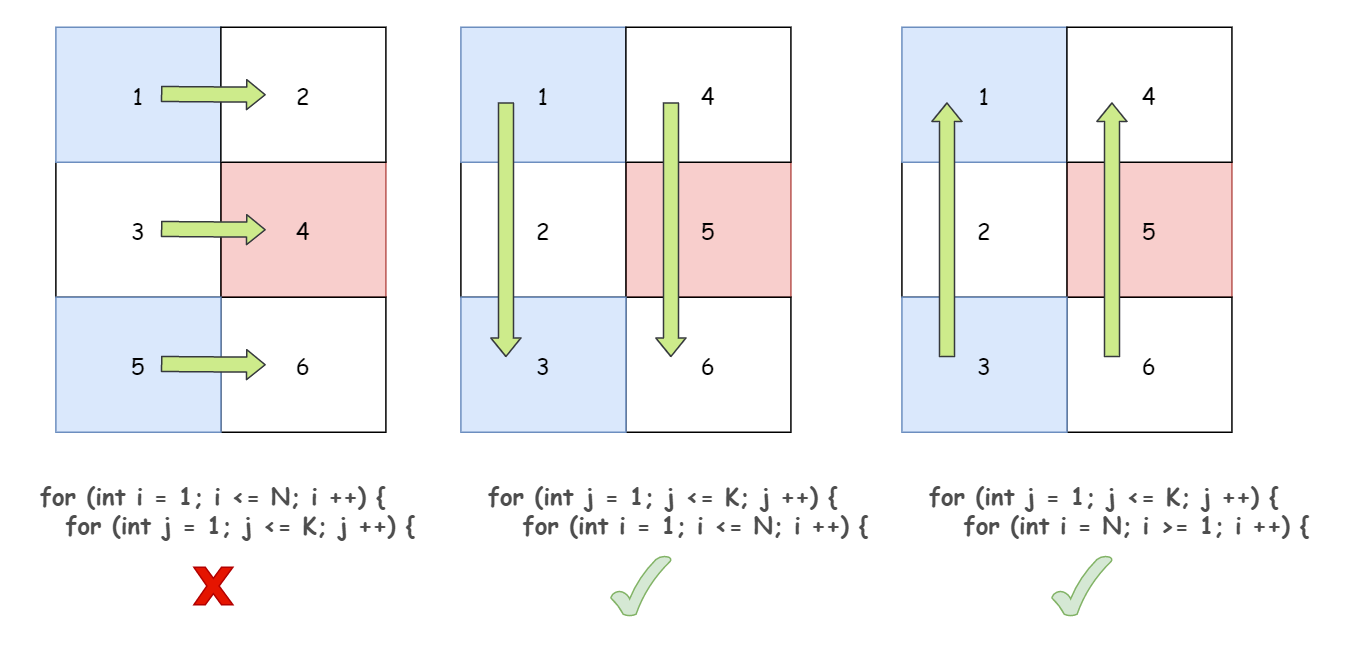 1 2
3 4
5 6
for (int i = 1; i <= N; i ++) {
for (int j = 1; j <= K; j ++) {
1 4
2 5
3 6
for (int j = 1; j <= K; j ++) {
for (int i = 1; i <= N; i ++) {
1 4
2 5
3 6
for (int j = 1; j <= K; j ++) {
for (int i = N; i >= 1; i ++) {